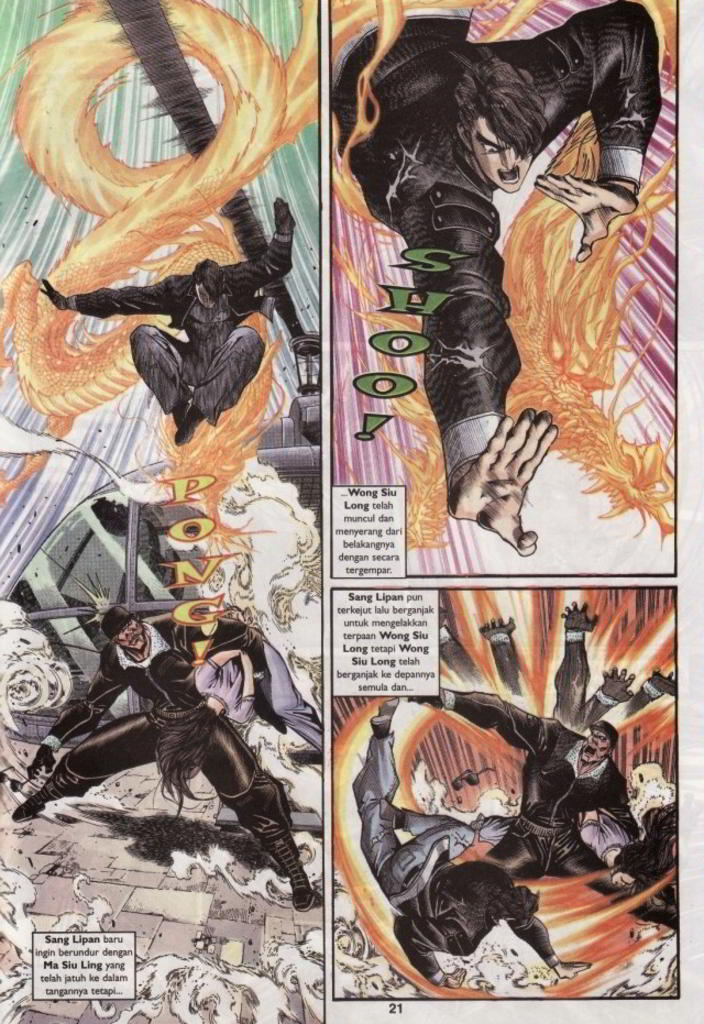 PONG!
Sang Lipan baru
ingin berundur dengan
Ma Siu Ling yang
telah jatuh ke dalam
tangannya tetapi...
SHOO!
...Wong Siu
Long telah
muncul dan
menyerang dari
belakangnya
dengan secara
tergempar.
Sang Lipan pun
terkejut lalu berganjak
untuk mengelakkan
terpaan Wong Siu
Long tetapi Wong
Siu Long telah
berganjak ke depannya
semula dan...
21